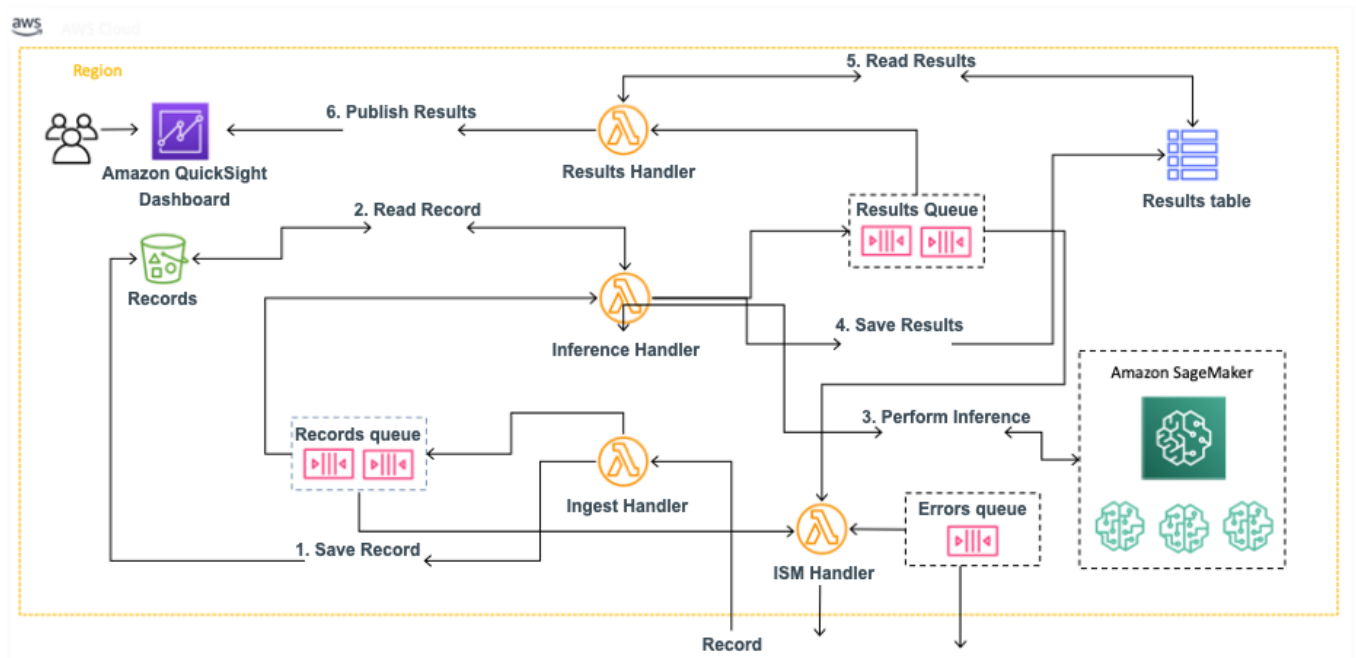 aws
AWS Cloud
Region
5. Read Results
6. Publish Results
Results Handler
Amazon QuickSight
Dashboard
Results table
2. Read Record
Results Queue
Records
4. Save Results
Inference Handler
Amazon SageMaker
3. Perform Inference
Records queue
Ingest Handler
Errors queue
1. Save Record
ISM Handler
Record